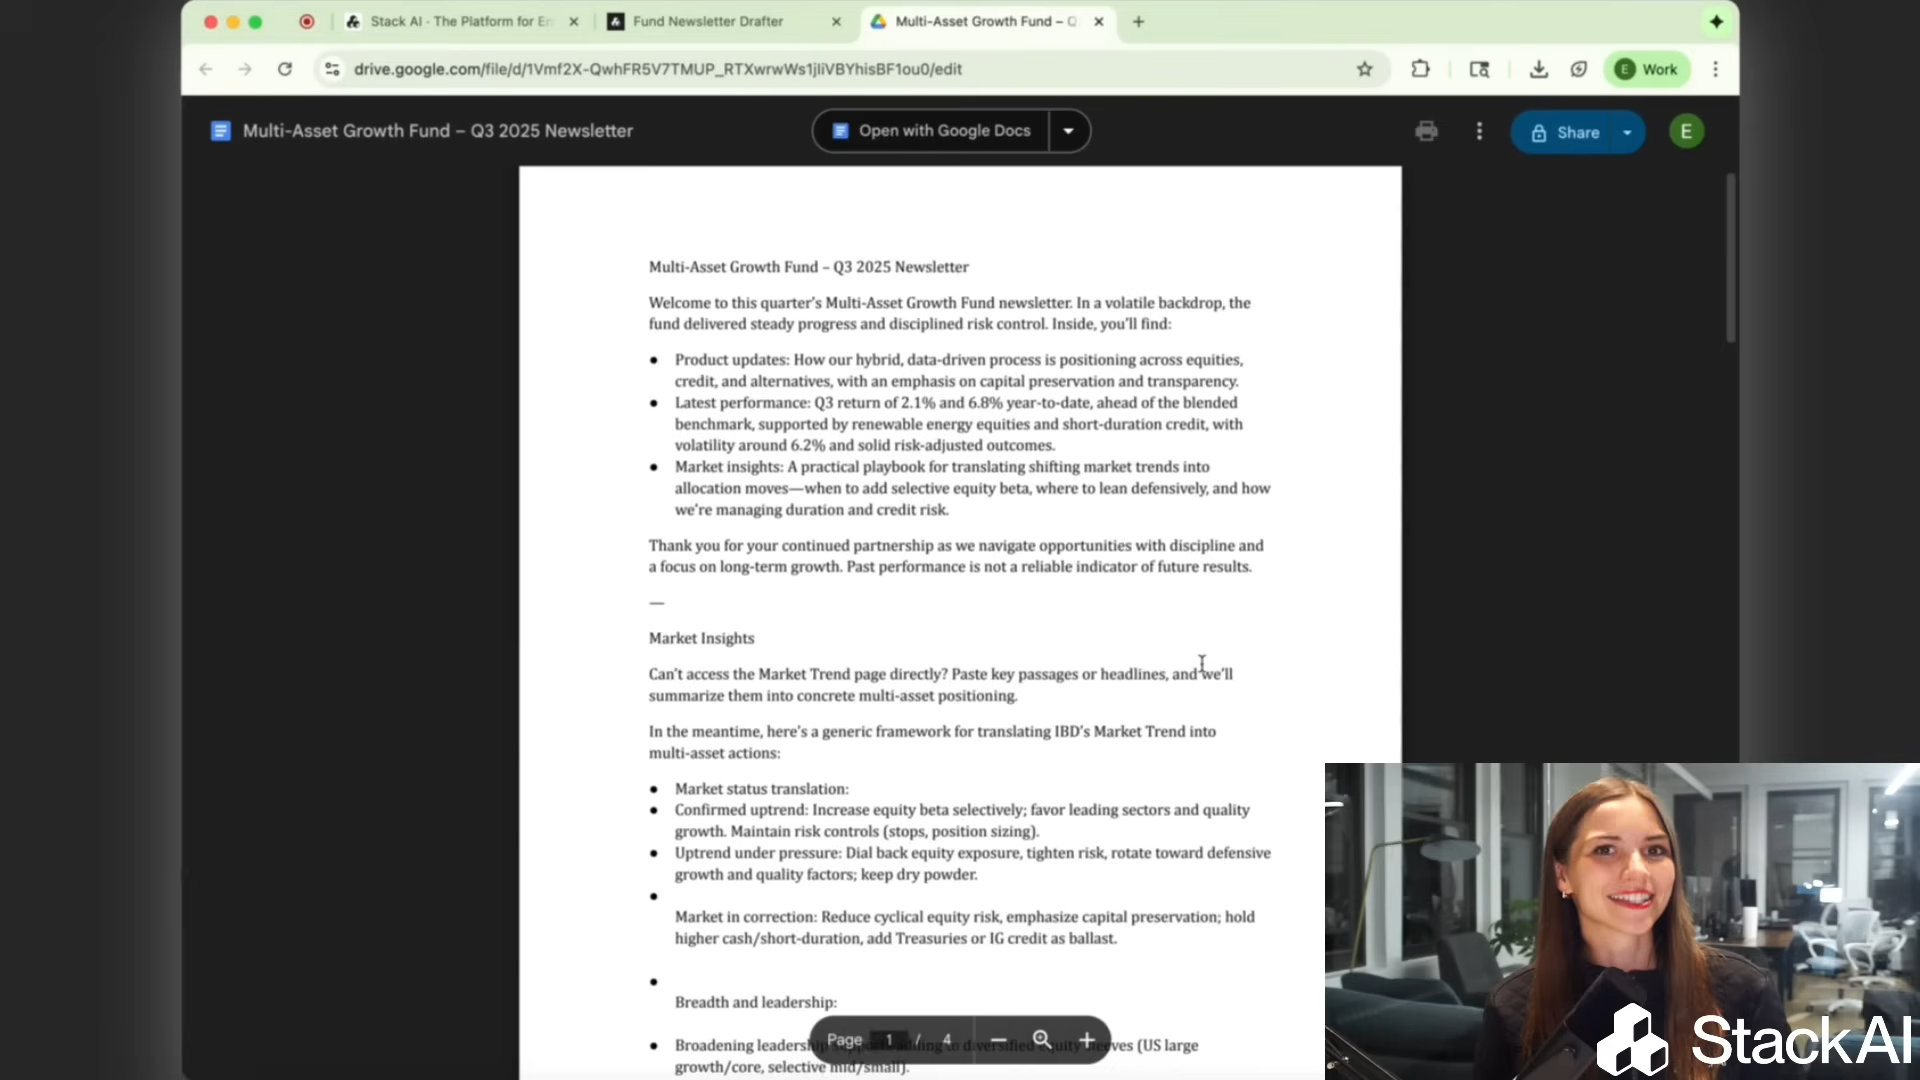 Stack AI - The Platform for En
Fund Newsletter Drafter
Multi-Asset Growth Fund – Q
drive.google.com/file/d/1Vmf2X-QwhFR5V7TMUP_RTXwrwWs1jliVBYhisBF1ou0/edit
E Work
Multi-Asset Growth Fund – Q3 2025 Newsletter
Open with Google Docs
Share
E
Multi-Asset Growth Fund – Q3 2025 Newsletter
Welcome to this quarter’s Multi-Asset Growth Fund newsletter. In a volatile backdrop, the
fund delivered steady progress and disciplined risk control. Inside, you’ll find:
● Product updates: How our hybrid, data-driven process is positioning across equities,
credit, and alternatives, with an emphasis on capital preservation and transparency.
● Latest performance: Q3 return of 2.1% and 6.8% year-to-date, ahead of the blended
benchmark, supported by renewable energy equities and short-duration credit, with
volatility around 6.2% and solid risk-adjusted outcomes.
● Market insights: A practical playbook for translating shifting market trends into
allocation moves—when to add selective equity beta, where to lean defensively, and how
we’re managing duration and credit risk.
Thank you for your continued partnership as we navigate opportunities with discipline and
a focus on long-term growth. Past performance is not a reliable indicator of future results.
—
Market Insights
Can’t access the Market Trend page directly? Paste key passages or headlines, and we’ll
summarize them into concrete multi-asset positioning.
In the meantime, here’s a generic framework for translating IBD’s Market Trend into
multi-asset actions:
● Market status translation:
● Confirmed uptrend: Increase equity beta selectively; favor leading sectors and quality
growth. Maintain risk controls (stops, position sizing).
● Uptrend under pressure: Dial back equity exposure, tighten risk, rotate toward defensive
growth and quality factors; keep dry powder.
●
Market in correction: Reduce cyclical equity risk, emphasize capital preservation; hold
higher cash/short-duration, add Treasuries or IG credit as ballast.
●
Breadth and leadership:
● Broadening leadership diversified equity sleeves (US large
growth/core, selective mid/small).
Page 1 / 4
StackAI